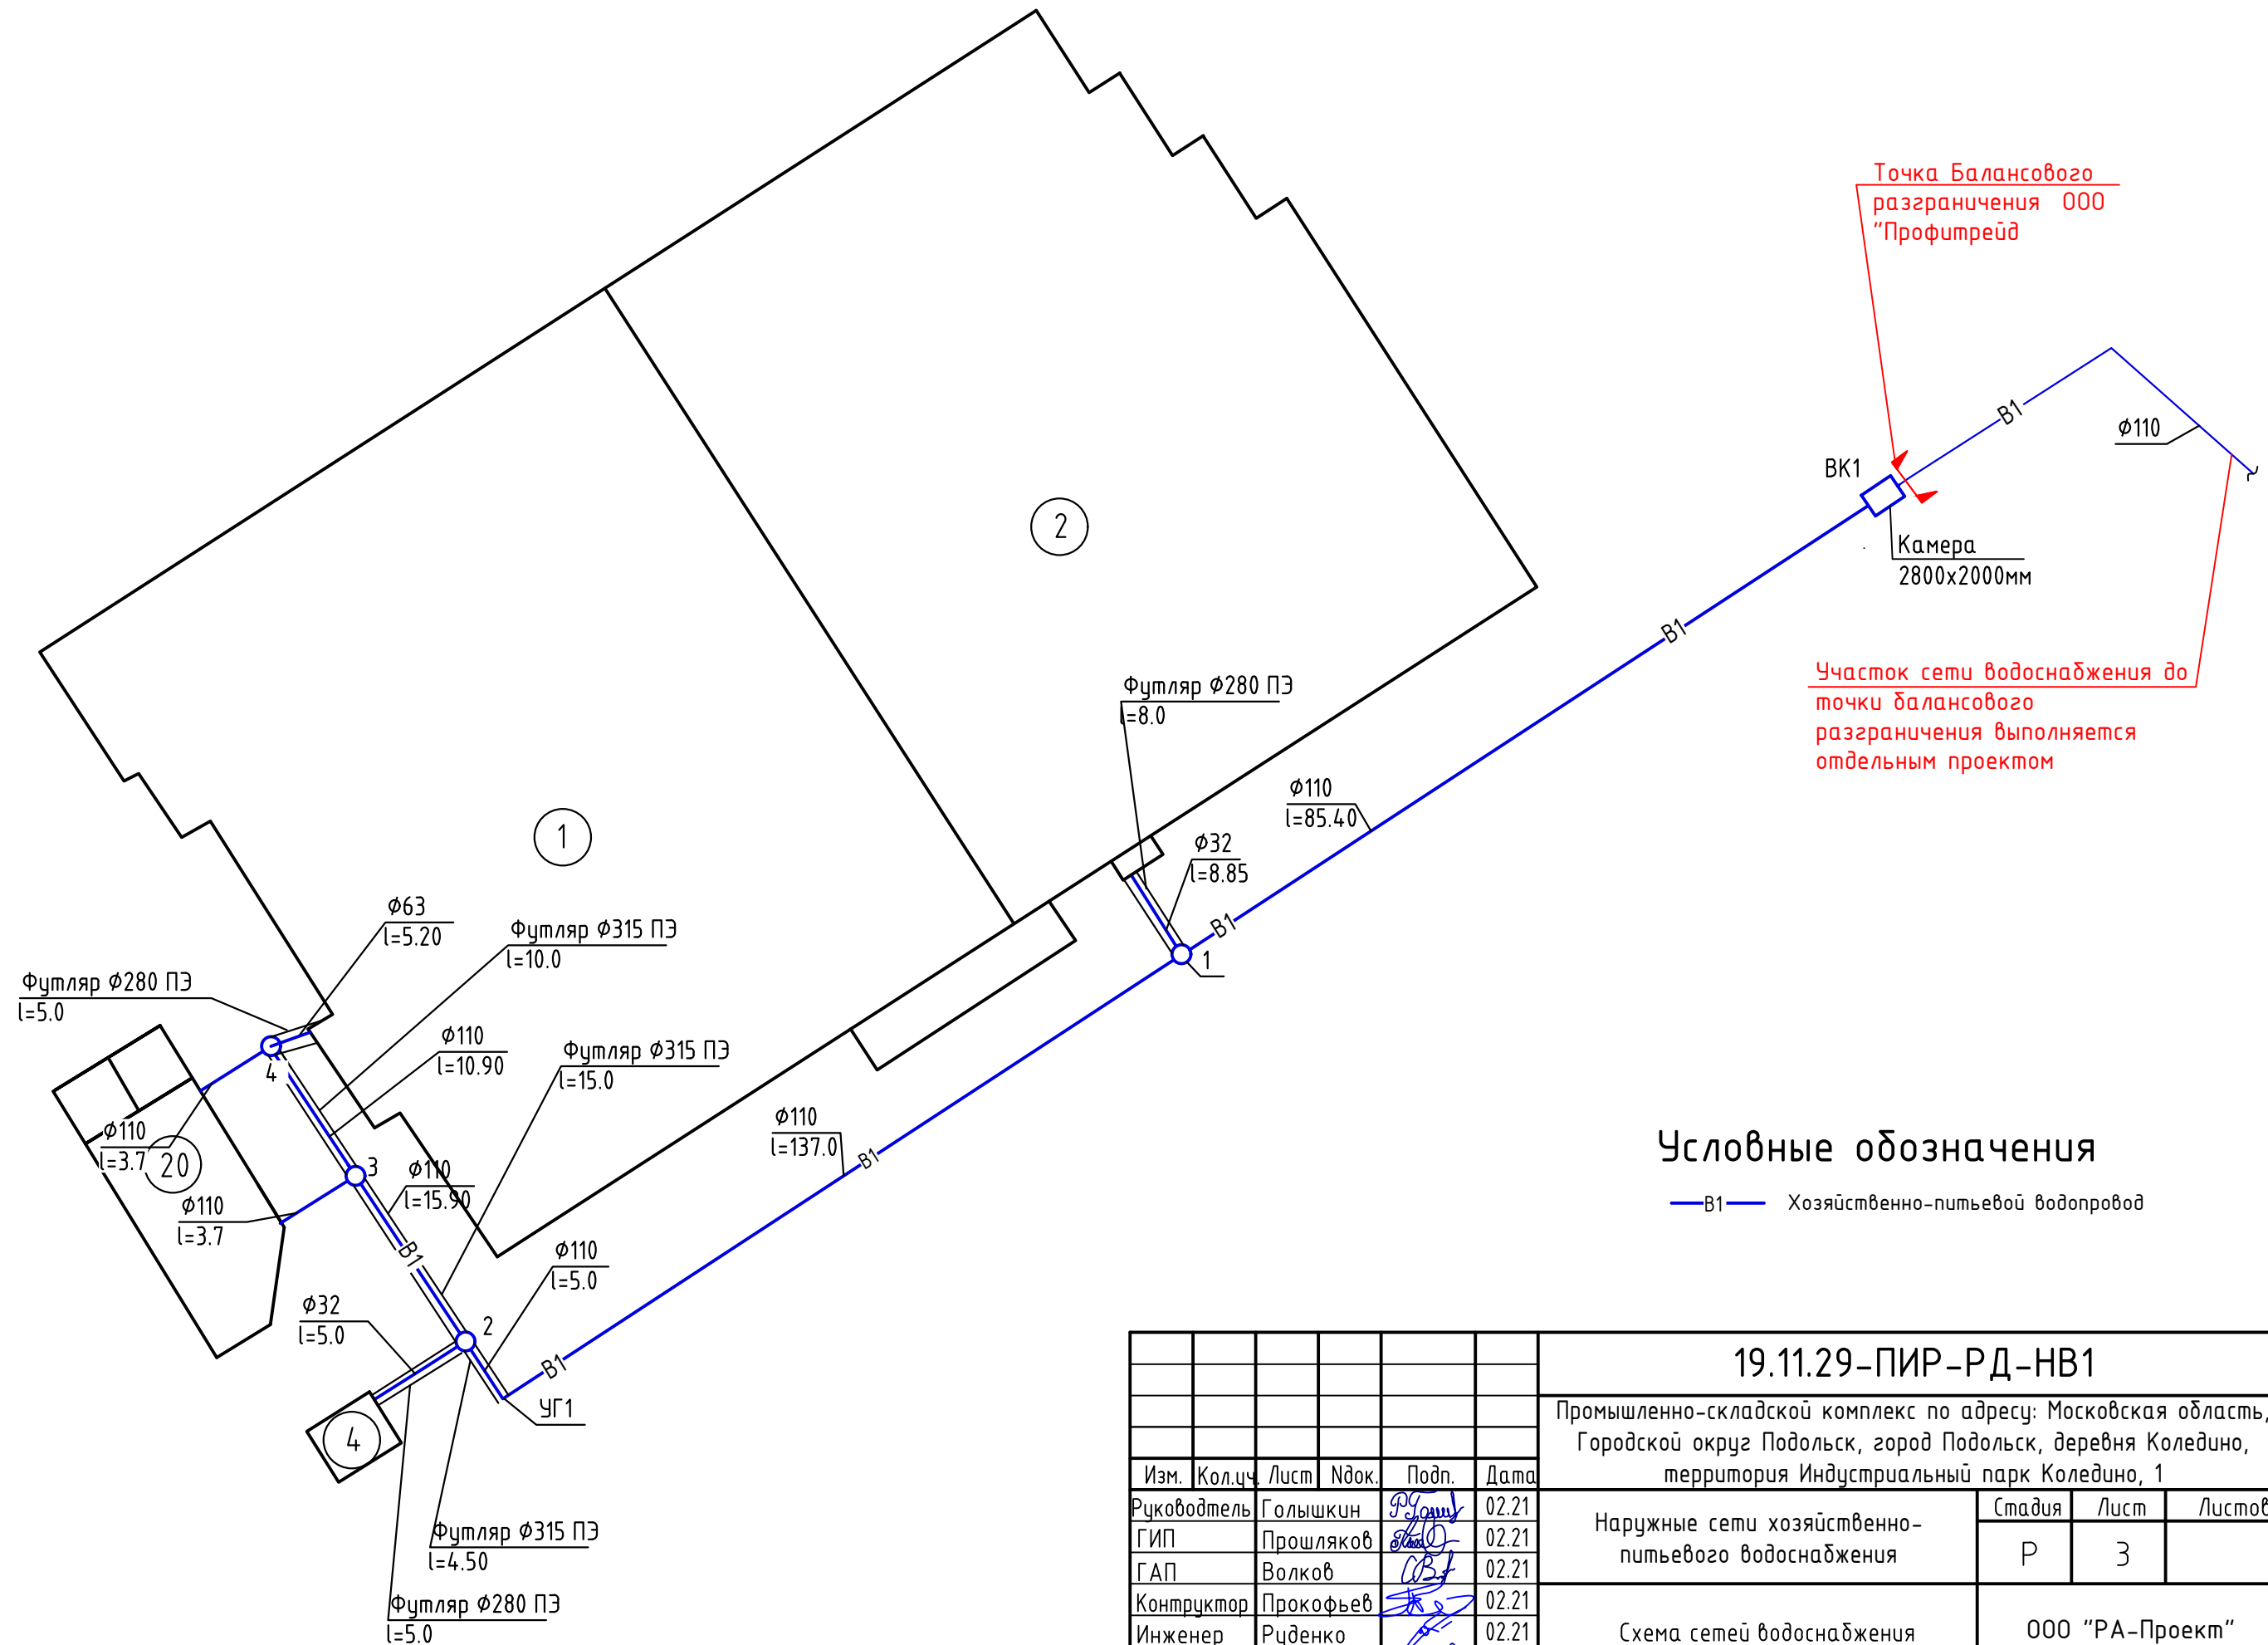 Точка Балансового
разграничения ООО
"Профитрейд
В1
Ф110
ВК1
Камера
2800х2000мм
В1
Участок сети водоснабжения до
точки балансового
разграничения выполняется
отдельным проектом
2
Футляр Ф280 ПЭ
l=8.0
Ф110
l=85.40
Ф32
l=8.85
В1
1
1
Ф63
l=5.20
Футляр Ф315 ПЭ
l=10.0
Футляр Ф280 ПЭ
l=5.0
Ф110
l=10.90
Футляр Ф315 ПЭ
l=15.0
4
Ф110
l=3.7
20
3
Ф110
l=15.90
Ф110
l=137.0
В1
Ф110
l=3.7
В1
Ф110
l=5.0
Ф32
l=5.0
2
В1
УГ1
4
Футляр Ф315 ПЭ
l=4.50
Футляр Ф280 ПЭ
l=5.0
Условные обозначения
В1 Хозяйственно-питьевой водопровод
19.11.29-ПИР-РД-НВ1
Промышленно-складской комплекс по адресу: Московская область,
Городской округ Подольск, город Подольск, деревня Коледино,
территория Индустриальный парк Коледино, 1
Изм. Кол.уч. Лист Nдок. Подп. Дата
Руководтель Голышкин 02.21
ГИП Прошляков 02.21
ГАП Волков 02.21
Контруктор Прокофьев 02.21
Инженер Руденко 02.21
Наружные сети хозяйственно-
питьевого водоснабжения
Стадия Лист Листов
Р 3
Схема сетей водоснабжения
ООО "РА-Проект"